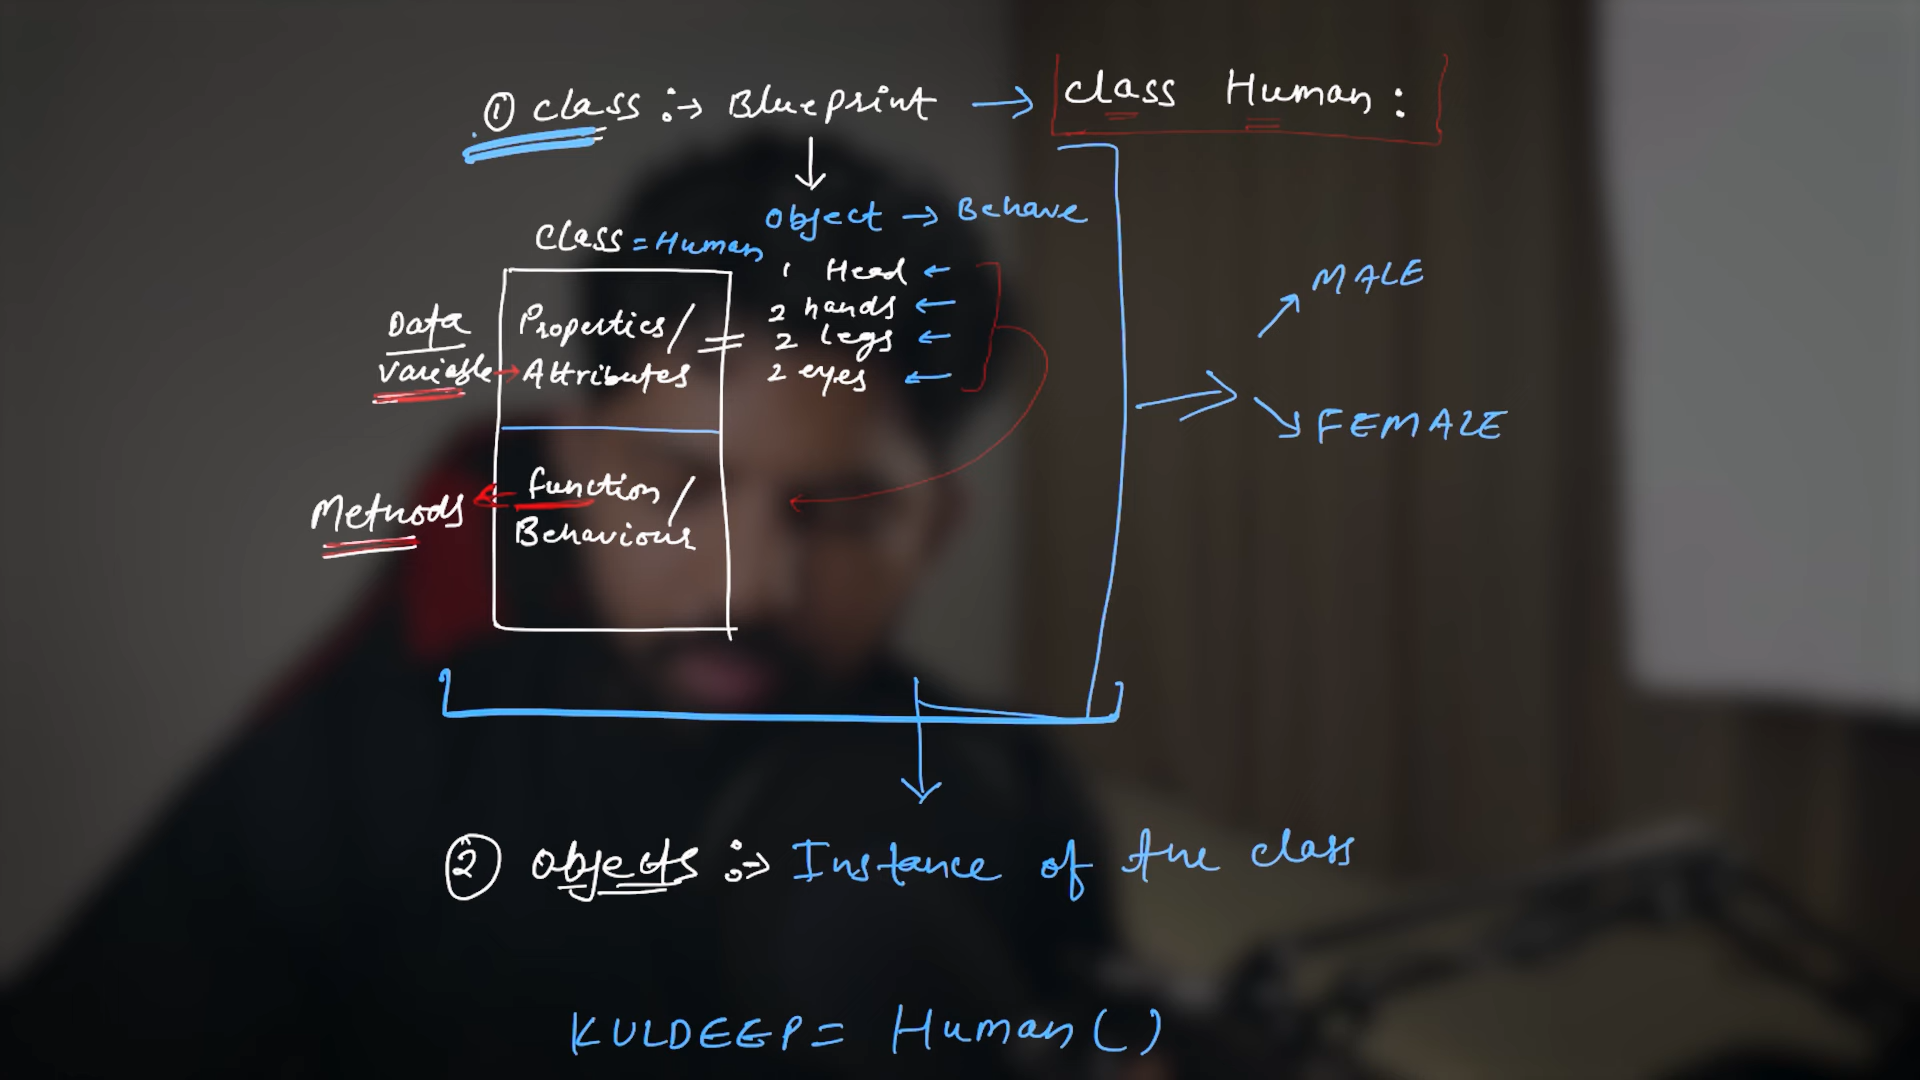 ① class :→ Blueprint → class Human:
object → Behave
class = Human
1 Head ←
2 hands ←
2 legs ←
2 eyes ←
Data
Variable → Properties/
Attributes =
Methods ← function/
Behaviour
MALE
FEMALE
② objects :→ Instance of the class
KULDEEP = Human()